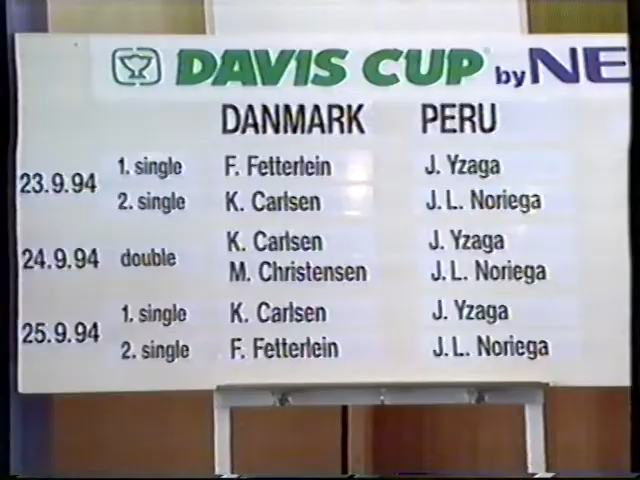 DAVIS CUP by NE
DANMARK PERU
23.9.94
1. single F. Fetterlein J. Yzaga
2. single K. Carlsen J.L. Noriega
24.9.94
double
K. Carlsen J. Yzaga
M. Christensen J.L. Noriega
25.9.94
1. single K. Carlsen J. Yzaga
2. single F. Fetterlein J.L. Noriega